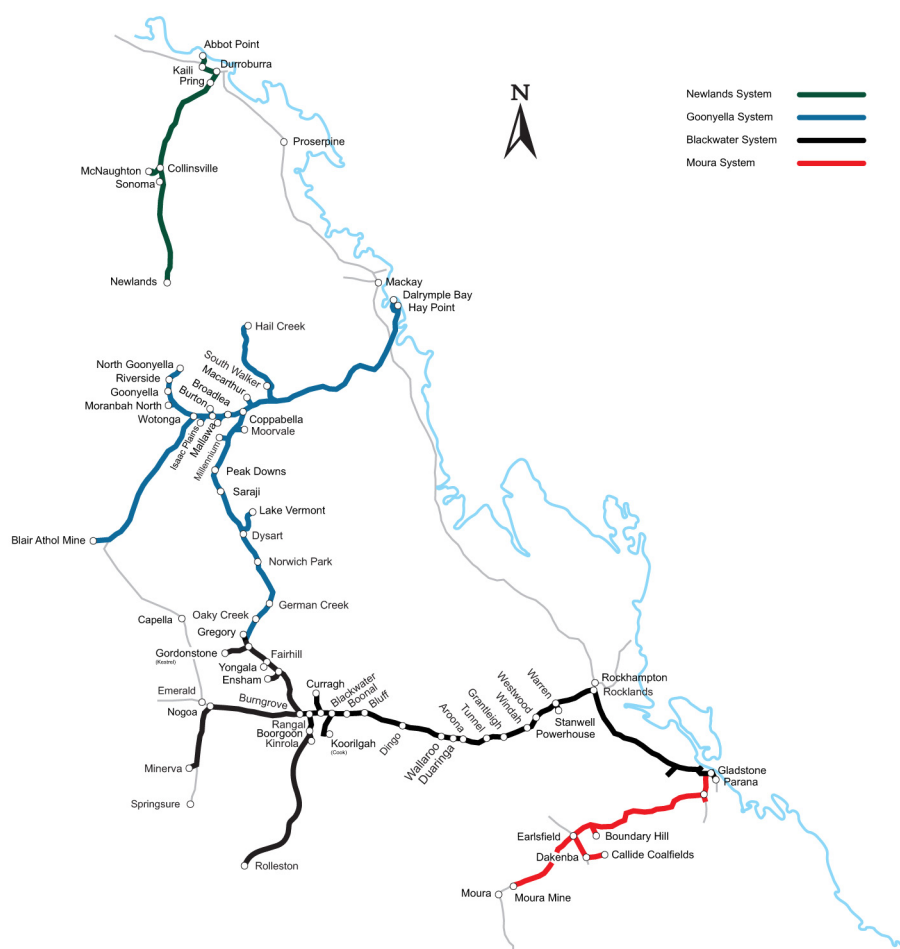 Abbot Point
Kaili
Durroburra
Pring
N
Newlands System
Goonyella System
Blackwater System
Moura System
Proserpine
McNaughton
Collinsville
Sonoma
Newlands
Mackay
Dalrymple Bay
Hay Point
Hail Creek
North Goonyella
Riverside
Goonyella
Moranbah North
Wotonga
South Walker
Macarthur
Broadlea
Burton
Isaac Plains
Mallawa
Millennium
Coppabella
Moorvale
Peak Downs
Saraji
Lake Vermont
Dysart
Blair Athol Mine
Norwich Park
German Creek
Oaky Creek
Capella
Gregory
Gordonstone
(Kestrel)
Fairhill
Yongala
Ensham
Emerald
Nogoa
Burngrove
Curragh
Rangal
Boorgoon
Kinrola
Blackwater
Boonal
Bluff
Koorilgah
(Cook)
Dingo
Wallaroo
Duaringa
Aroona
Tunnel
Grantleigh
Windah
Westwood
Warren
Stanwell
Powerhouse
Rockhampton
Rocklands
Minerva
Springsure
Rolleston
Gladstone
Parana
Earlsfield
Boundary Hill
Dakenba
Callide Coalfields
Moura
Moura Mine